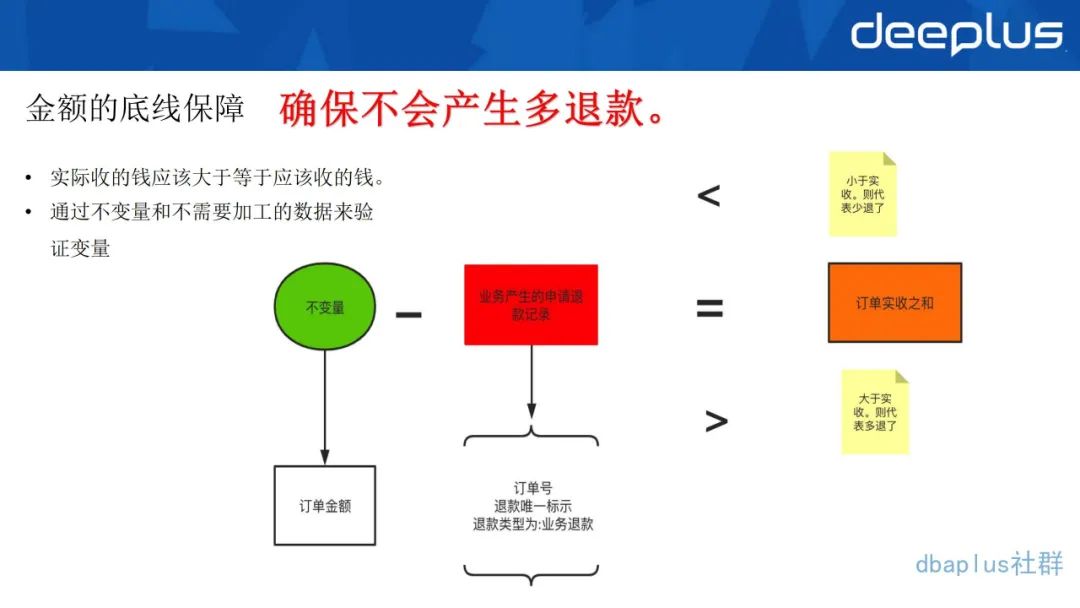 deeplus
金额的底线保障 确保不会产生多退款。
• 实际收的钱应该大于等于应该收的钱。
• 通过不变量和不需要加工的数据来验
证变量
<
小于实
收。则代
表少退了
不变量
－
业务产生的申请退
款记录
=
订单实收之和
>
大于实
收。则代
表多退了
订单金额
订单号
退款唯一标示
退款类型为:业务退款
dbaplus社群